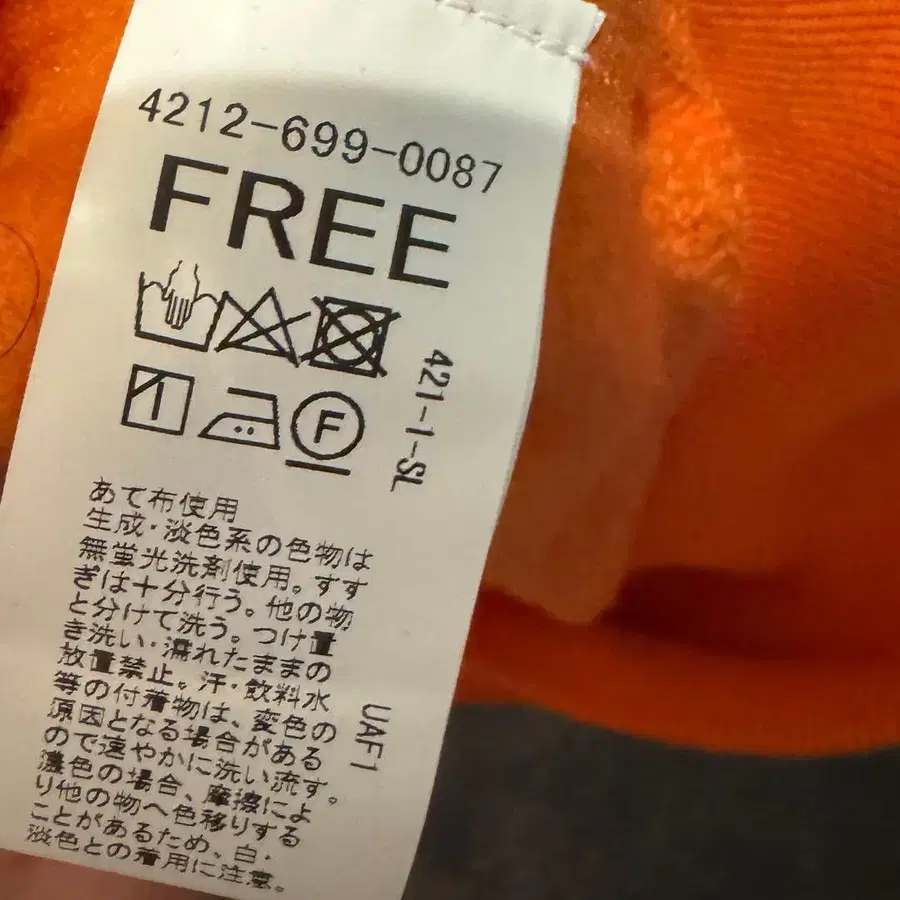 4212-699-0087
FREE
421-1-SL
F
あて布使用
生成・淡色系の色物は
無蛍光洗剤使用。すす
ぎは十分行う。他の物
と分けて洗う。つけ置
き洗い・濡れたままの
放置禁止。汗・飲料水
等の付着物は、変色の
原因となる場合がある
ので速やかに洗い流す。
濃色の場合、摩擦によ
り他の物へ色移りする
ことがあるため、白・
淡色との着用に注意。
UAF1